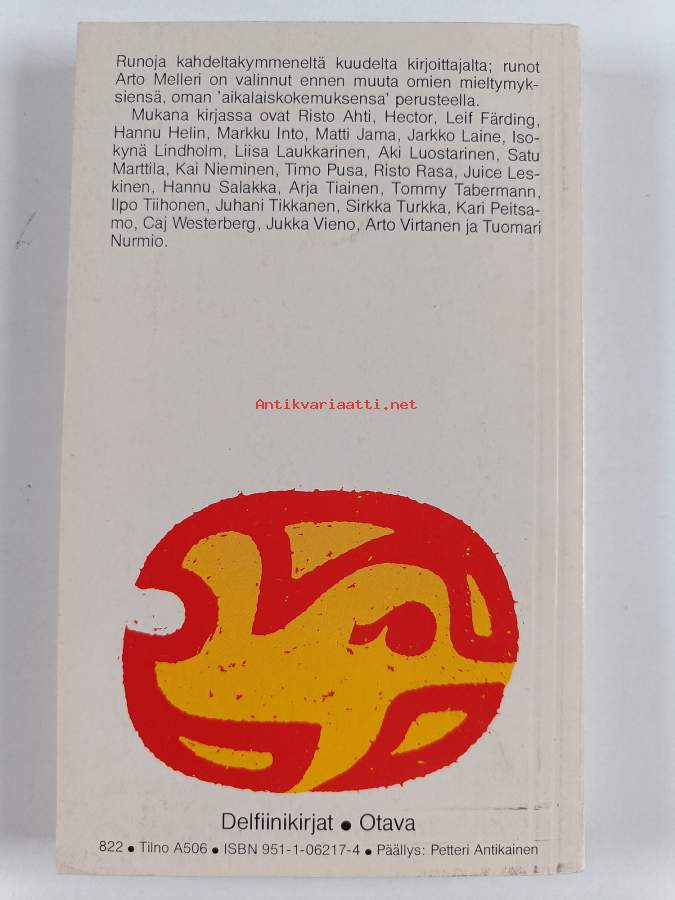 Runoja kahdeltakymmeneltä kuudelta kirjoittajalta; runot
Arto Melleri on valinnut ennen muuta omien mieltymyk-
siensä, oman 'aikalaiskokemuksensa' perusteella.
Mukana kirjassa ovat Risto Ahti, Hector, Leif Färding,
Hannu Helin, Markku Into, Matti Jama, Jarkko Laine, Iso-
kynä Lindholm, Liisa Laukkarinen, Aki Luostarinen, Satu
Marttila, Kai Nieminen, Timo Pusa, Risto Rasa, Juice Les-
kinen, Hannu Salakka, Arja Tiainen, Tommy Tabermann,
Ilpo Tiihonen, Juhani Tikkanen, Sirkka Turkka, Kari Peitsa-
mo, Caj Westerberg, Jukka Vieno, Arto Virtanen ja Tuomari
Nurmio.
Antikvariaatti.net
Delfiinikirjat • Otava
822 • Tilno A506 • ISBN 951-1-06217-4 • Päällys: Petteri Antikainen